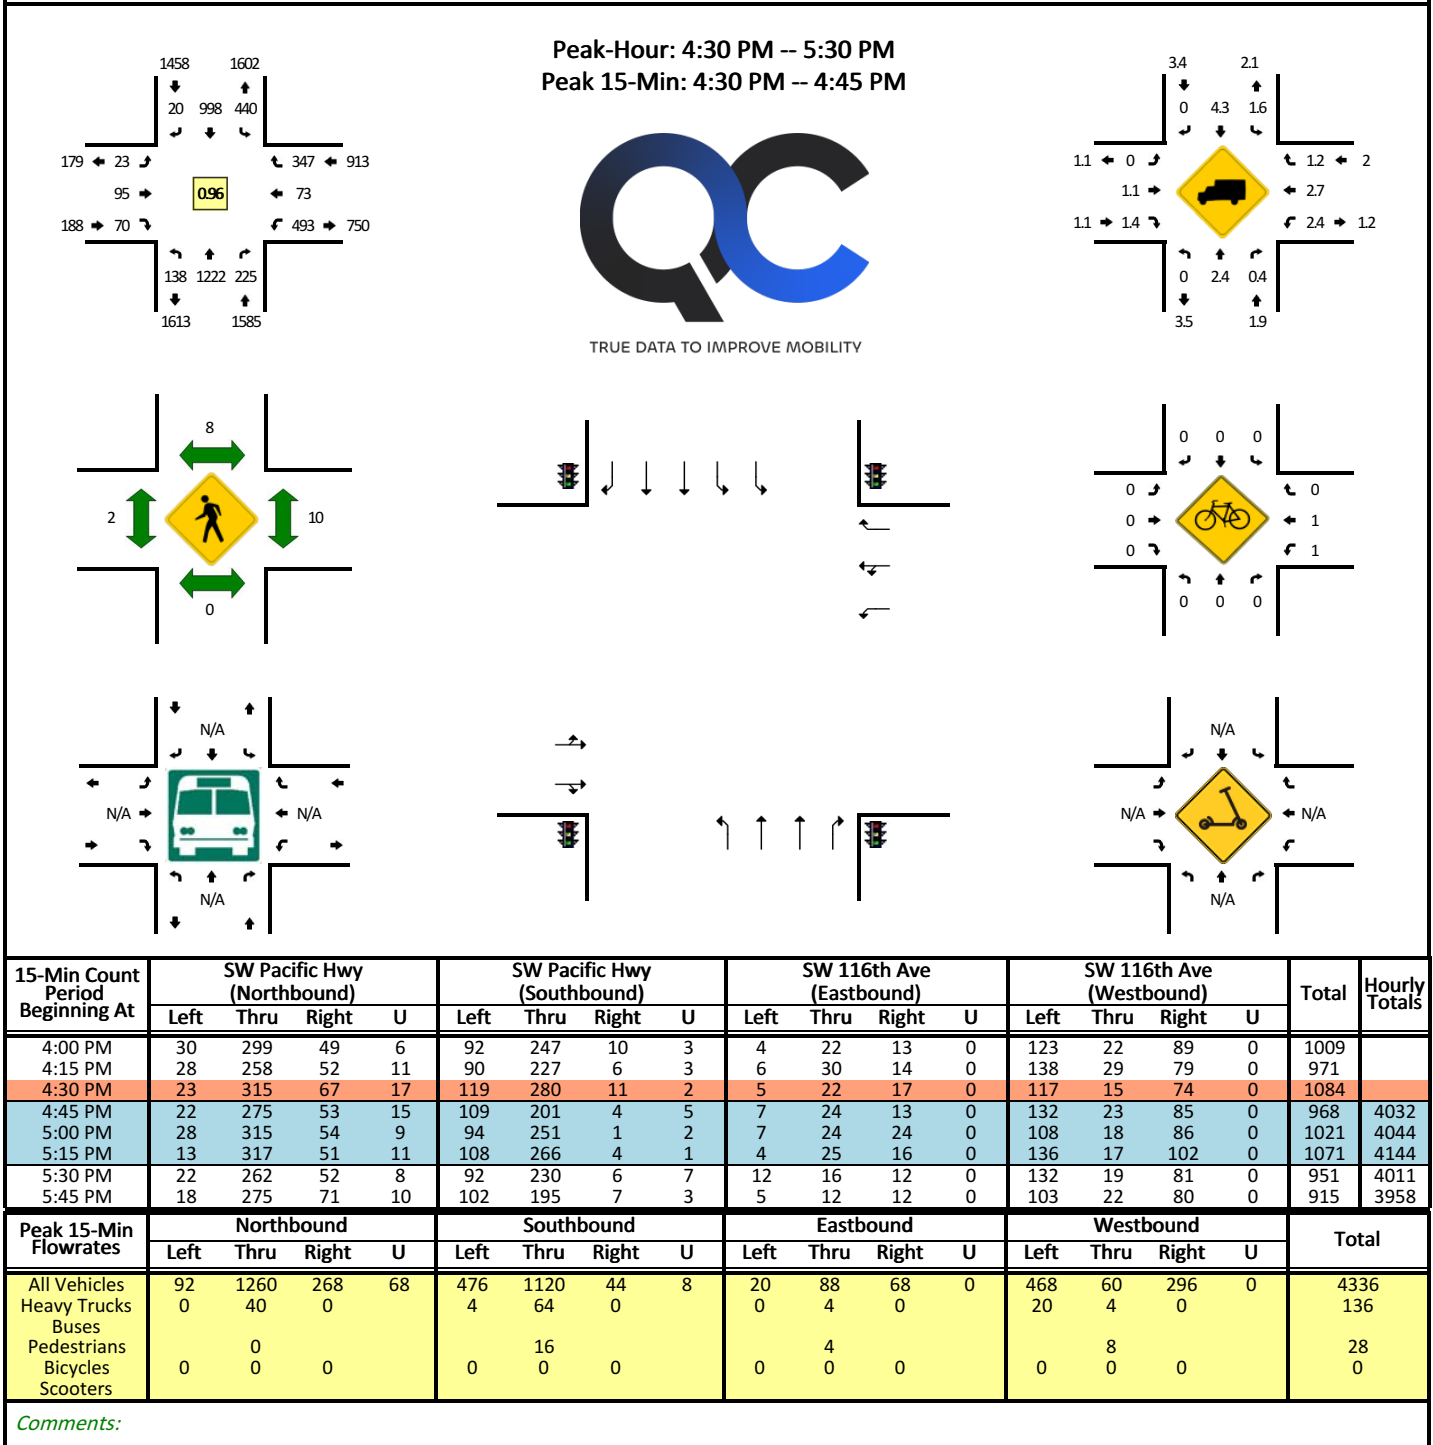 Peak-Hour: 4:30 PM -- 5:30 PM
Peak 15-Min: 4:30 PM -- 4:45 PM
1458 1602
20 998 440
179 23 347 913
95 0.96 73
188 70 493 750
138 1222 225
1613 1585
TRUE DATA TO IMPROVE MOBILITY
3.4 2.1
0 4.3 1.6
1.1 0 1.2 2
1.1 2.7
1.1 1.4 2.4 1.2
0 2.4 0.4
3.5 1.9
8
2 10
0
0 0 0
0 0
0 1
0 1
0 0 0
N/A
N/A N/A
N/A
N/A
N/A N/A
N/A
15-Min Count Period Beginning At SW Pacific Hwy (Northbound) SW Pacific Hwy (Southbound) SW 116th Ave (Eastbound) SW 116th Ave (Westbound) Total Hourly Totals
Left Thru Right U Left Thru Right U Left Thru Right U Left Thru Right U
4:00 PM 30 299 49 6 92 247 10 3 4 22 13 0 123 22 89 0 1009
4:15 PM 28 258 52 11 90 227 6 3 6 30 14 0 138 29 79 0 971
4:30 PM 23 315 67 17 119 280 11 2 5 22 17 0 117 15 74 0 1084
4:45 PM 22 275 53 15 109 201 4 5 7 24 13 0 132 23 85 0 968 4032
5:00 PM 28 315 54 9 94 251 1 2 7 24 24 0 108 18 86 0 1021 4044
5:15 PM 13 317 51 11 108 266 4 1 4 25 16 0 136 17 102 0 1071 4144
5:30 PM 22 262 52 8 92 230 6 7 12 16 12 0 132 19 81 0 951 4011
5:45 PM 18 275 71 10 102 195 7 3 5 12 12 0 103 22 80 0 915 3958
Peak 15-Min Flowrates Northbound Southbound Eastbound Westbound Total
Left Thru Right U Left Thru Right U Left Thru Right U Left Thru Right U
All Vehicles 92 1260 268 68 476 1120 44 8 20 88 68 0 468 60 296 0 4336
Heavy Trucks 0 40 0 4 64 0 0 4 0 20 4 0 136
Buses
Pedestrians 0 16 4 8 28
Bicycles 0 0 0 0 0 0 0 0 0 0 0 0 0
Scooters
Comments: